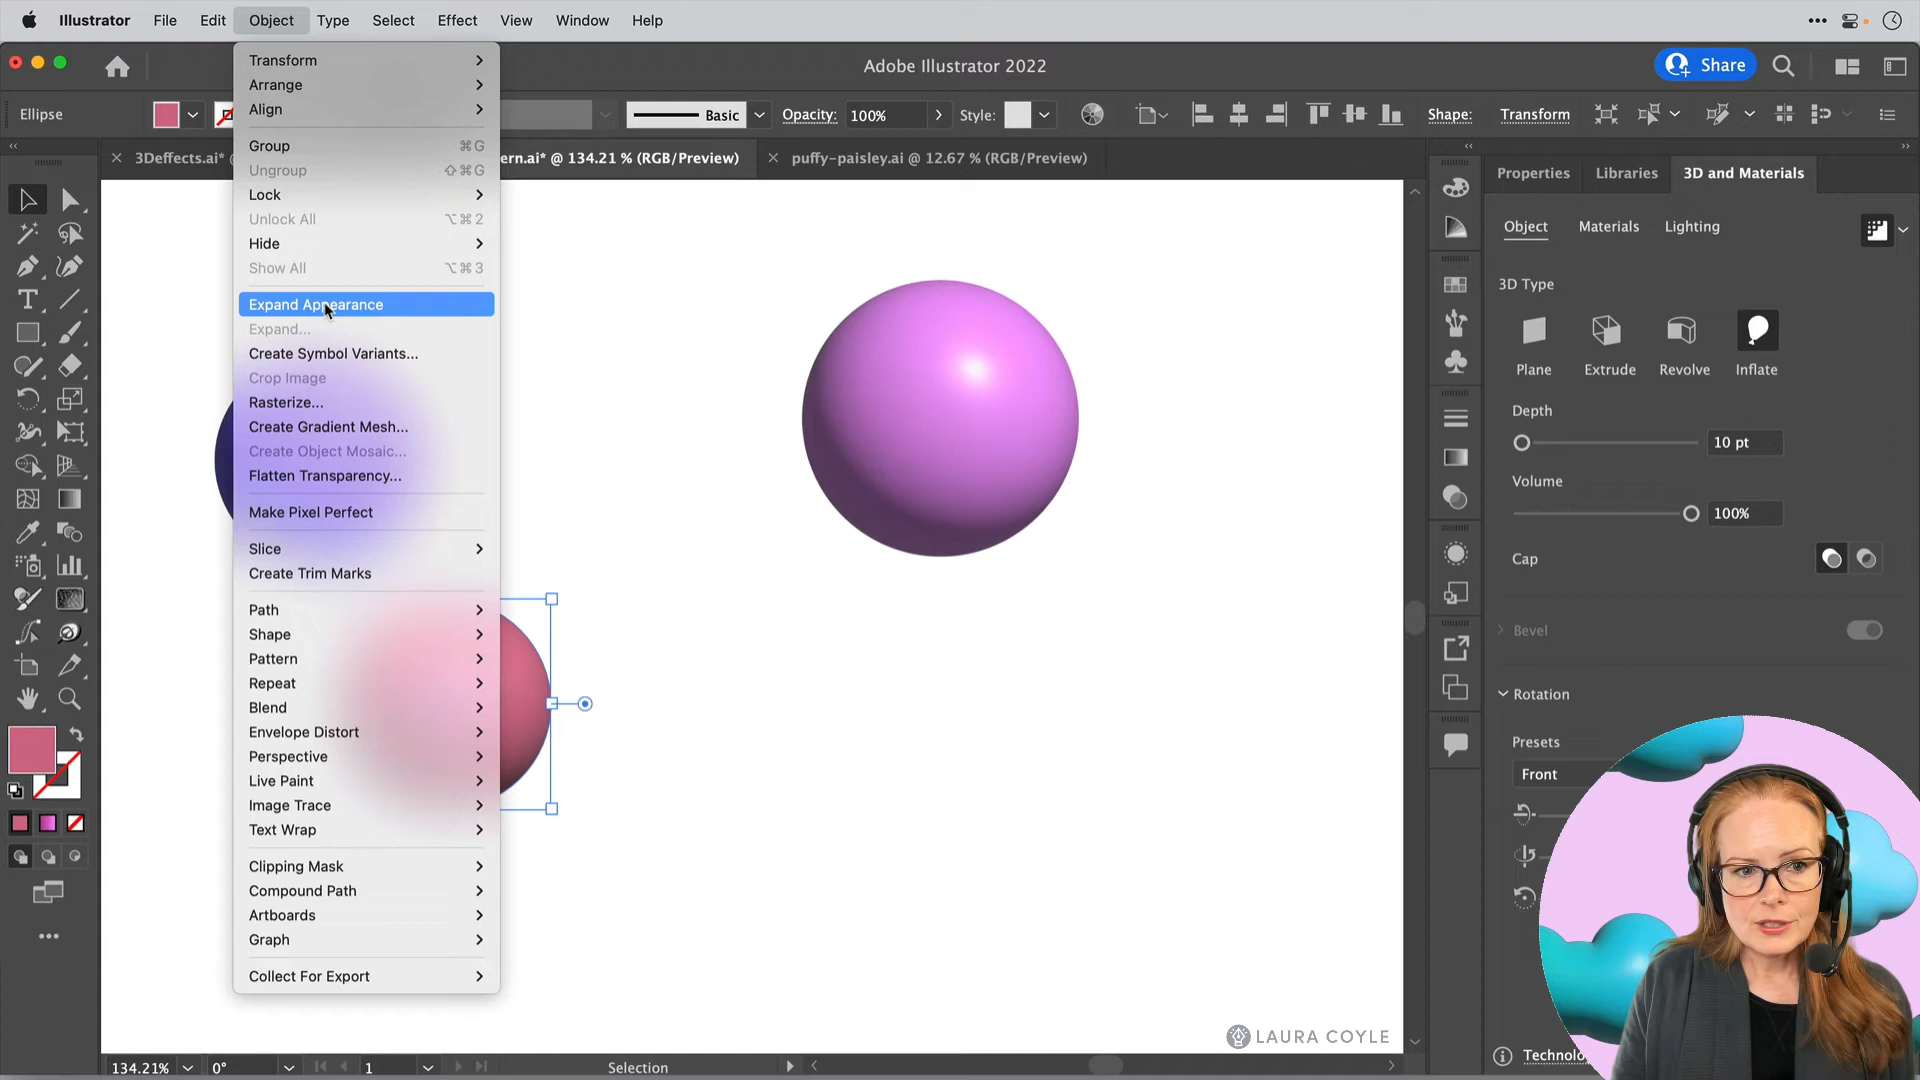 Illustrator File Edit Object Type Select Effect View Window Help
Adobe Illustrator 2022
Share
Ellipse
Basic
Opacity: 100%
Style:
Shape:
Transform
3Deffects.ai* @
ern.ai* @ 134.21 % (RGB/Preview)
puffy-paisley.ai @ 12.67 % (RGB/Preview)
Transform
Arrange
Align
Group ⌘G
Ungroup ⇧⌘G
Lock
Unlock All ⌥⌘2
Hide
Show All ⌥⌘3
Expand Appearance
Expand...
Create Symbol Variants...
Crop Image
Rasterize...
Create Gradient Mesh...
Create Object Mosaic...
Flatten Transparency...
Make Pixel Perfect
Slice
Create Trim Marks
Path
Shape
Pattern
Repeat
Blend
Envelope Distort
Perspective
Live Paint
Image Trace
Text Wrap
Clipping Mask
Compound Path
Artboards
Graph
Collect For Export
Properties Libraries 3D and Materials
Object Materials Lighting
3D Type
Plane Extrude Revolve Inflate
Depth
10 pt
Volume
100%
Cap
Bevel
Rotation
Presets
Front
Technolo
LAURA COYLE
134.21% 0° 1 Selection